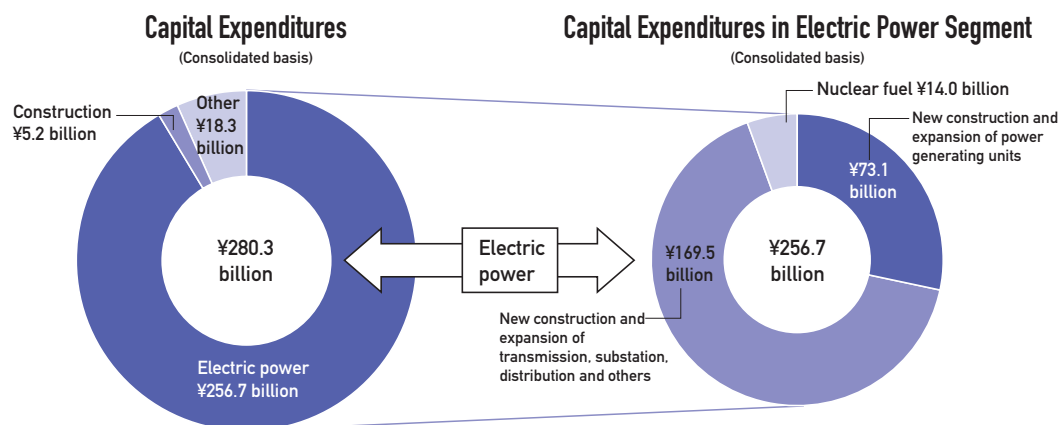 Capital Expenditures
(Consolidated basis)
Construction
¥5.2 billion
Other
¥18.3
billion
¥280.3
billion
Electric power
¥256.7 billion
Electric
power
Capital Expenditures in Electric Power Segment
(Consolidated basis)
Nuclear fuel ¥14.0 billion
New construction and
expansion of power
generating units
¥73.1
billion
¥169.5
billion
¥256.7
billion
New construction and
expansion of
transmission, substation,
distribution and others